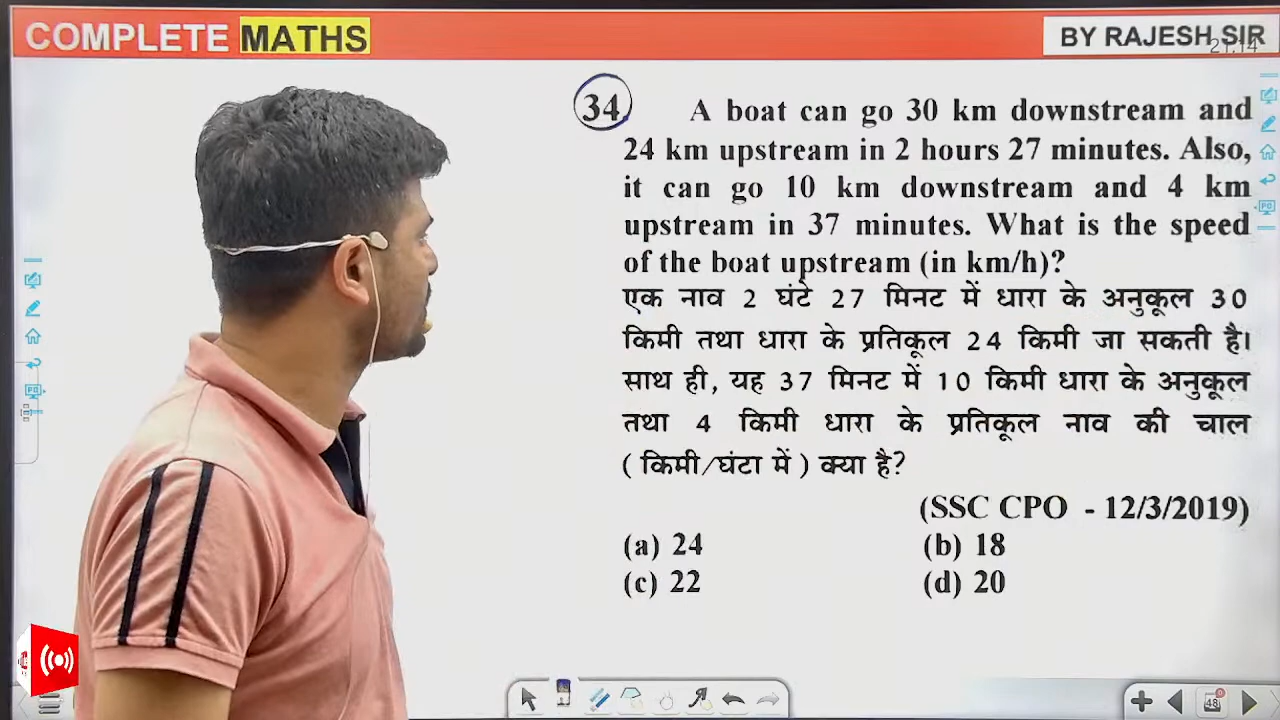 COMPLETE MATHS
BY RAJESH SIR
21:14
34. A boat can go 30 km downstream and
24 km upstream in 2 hours 27 minutes. Also,
it can go 10 km downstream and 4 km
upstream in 37 minutes. What is the speed
of the boat upstream (in km/h)?
एक नाव 2 घंटे 27 मिनट में धारा के अनुकूल 30
किमी तथा धारा के प्रतिकूल 24 किमी जा सकती है।
साथ ही, यह 37 मिनट में 10 किमी धारा के अनुकूल
तथा 4 किमी धारा के प्रतिकूल नाव की चाल
(किमी/घंटा में) क्या है?
(SSC CPO - 12/3/2019)
(a) 24 (b) 18
(c) 22 (d) 20